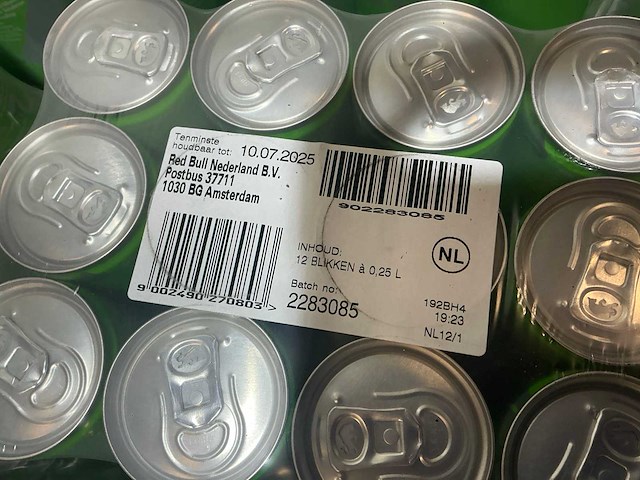 Tenminste
houdbaar tot: 10.07.2025
Red Bull Nederland B.V.
Postbus 37711
1030 BG Amsterdam
902283085
NL
INHOUD:
12 BLIKKEN à 0,25 L
Batch no:
2283085
192BH4
19:23
NL12/1
9 002490 270803 >